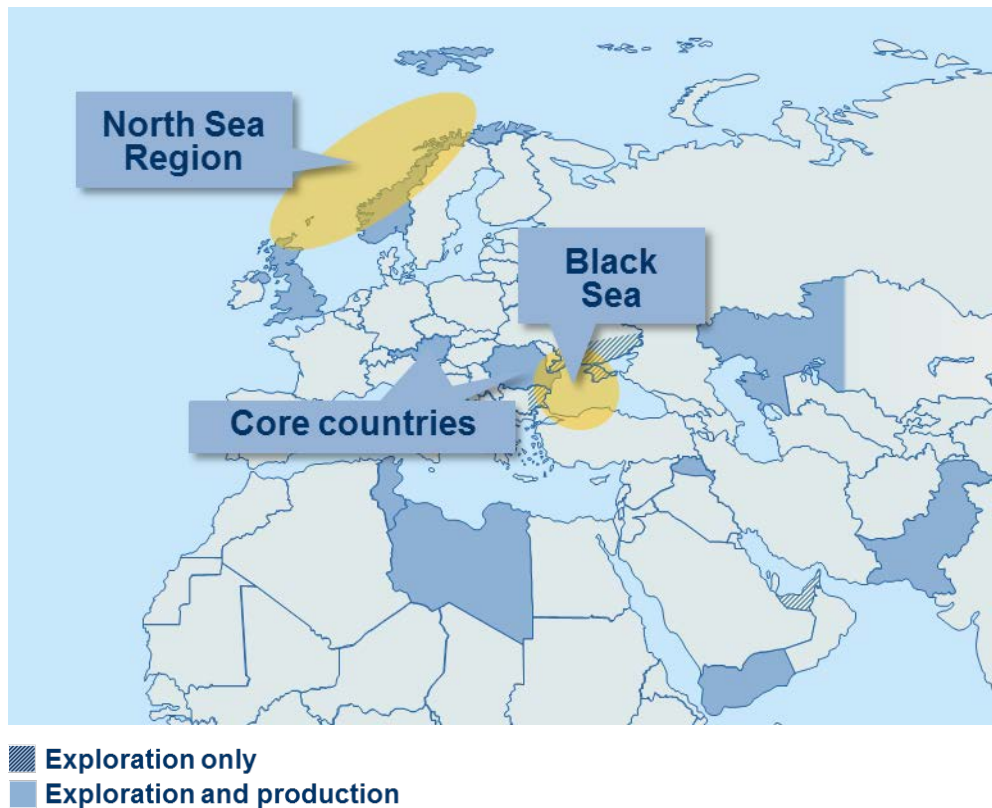 North Sea
Region
Black
Sea
Core countries
Exploration only
Exploration and production